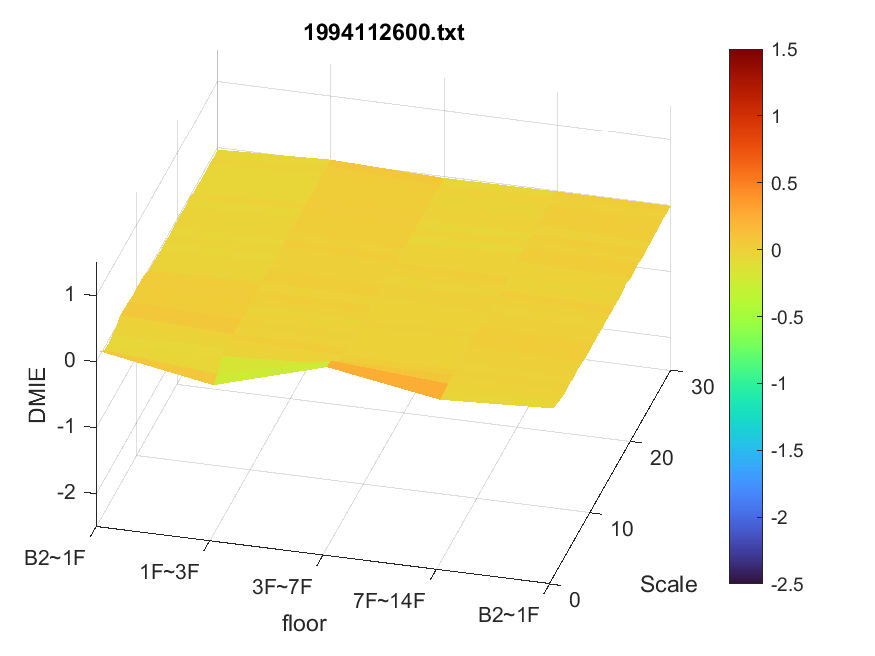 1994112600.txt
1.5
1
0.5
0
-0.5
-1
-1.5
-2
-2.5
1
0
-1
-2
DMIE
B2~1F
1F~3F
3F~7F
7F~14F
B2~1F
floor
0
10
20
30
Scale